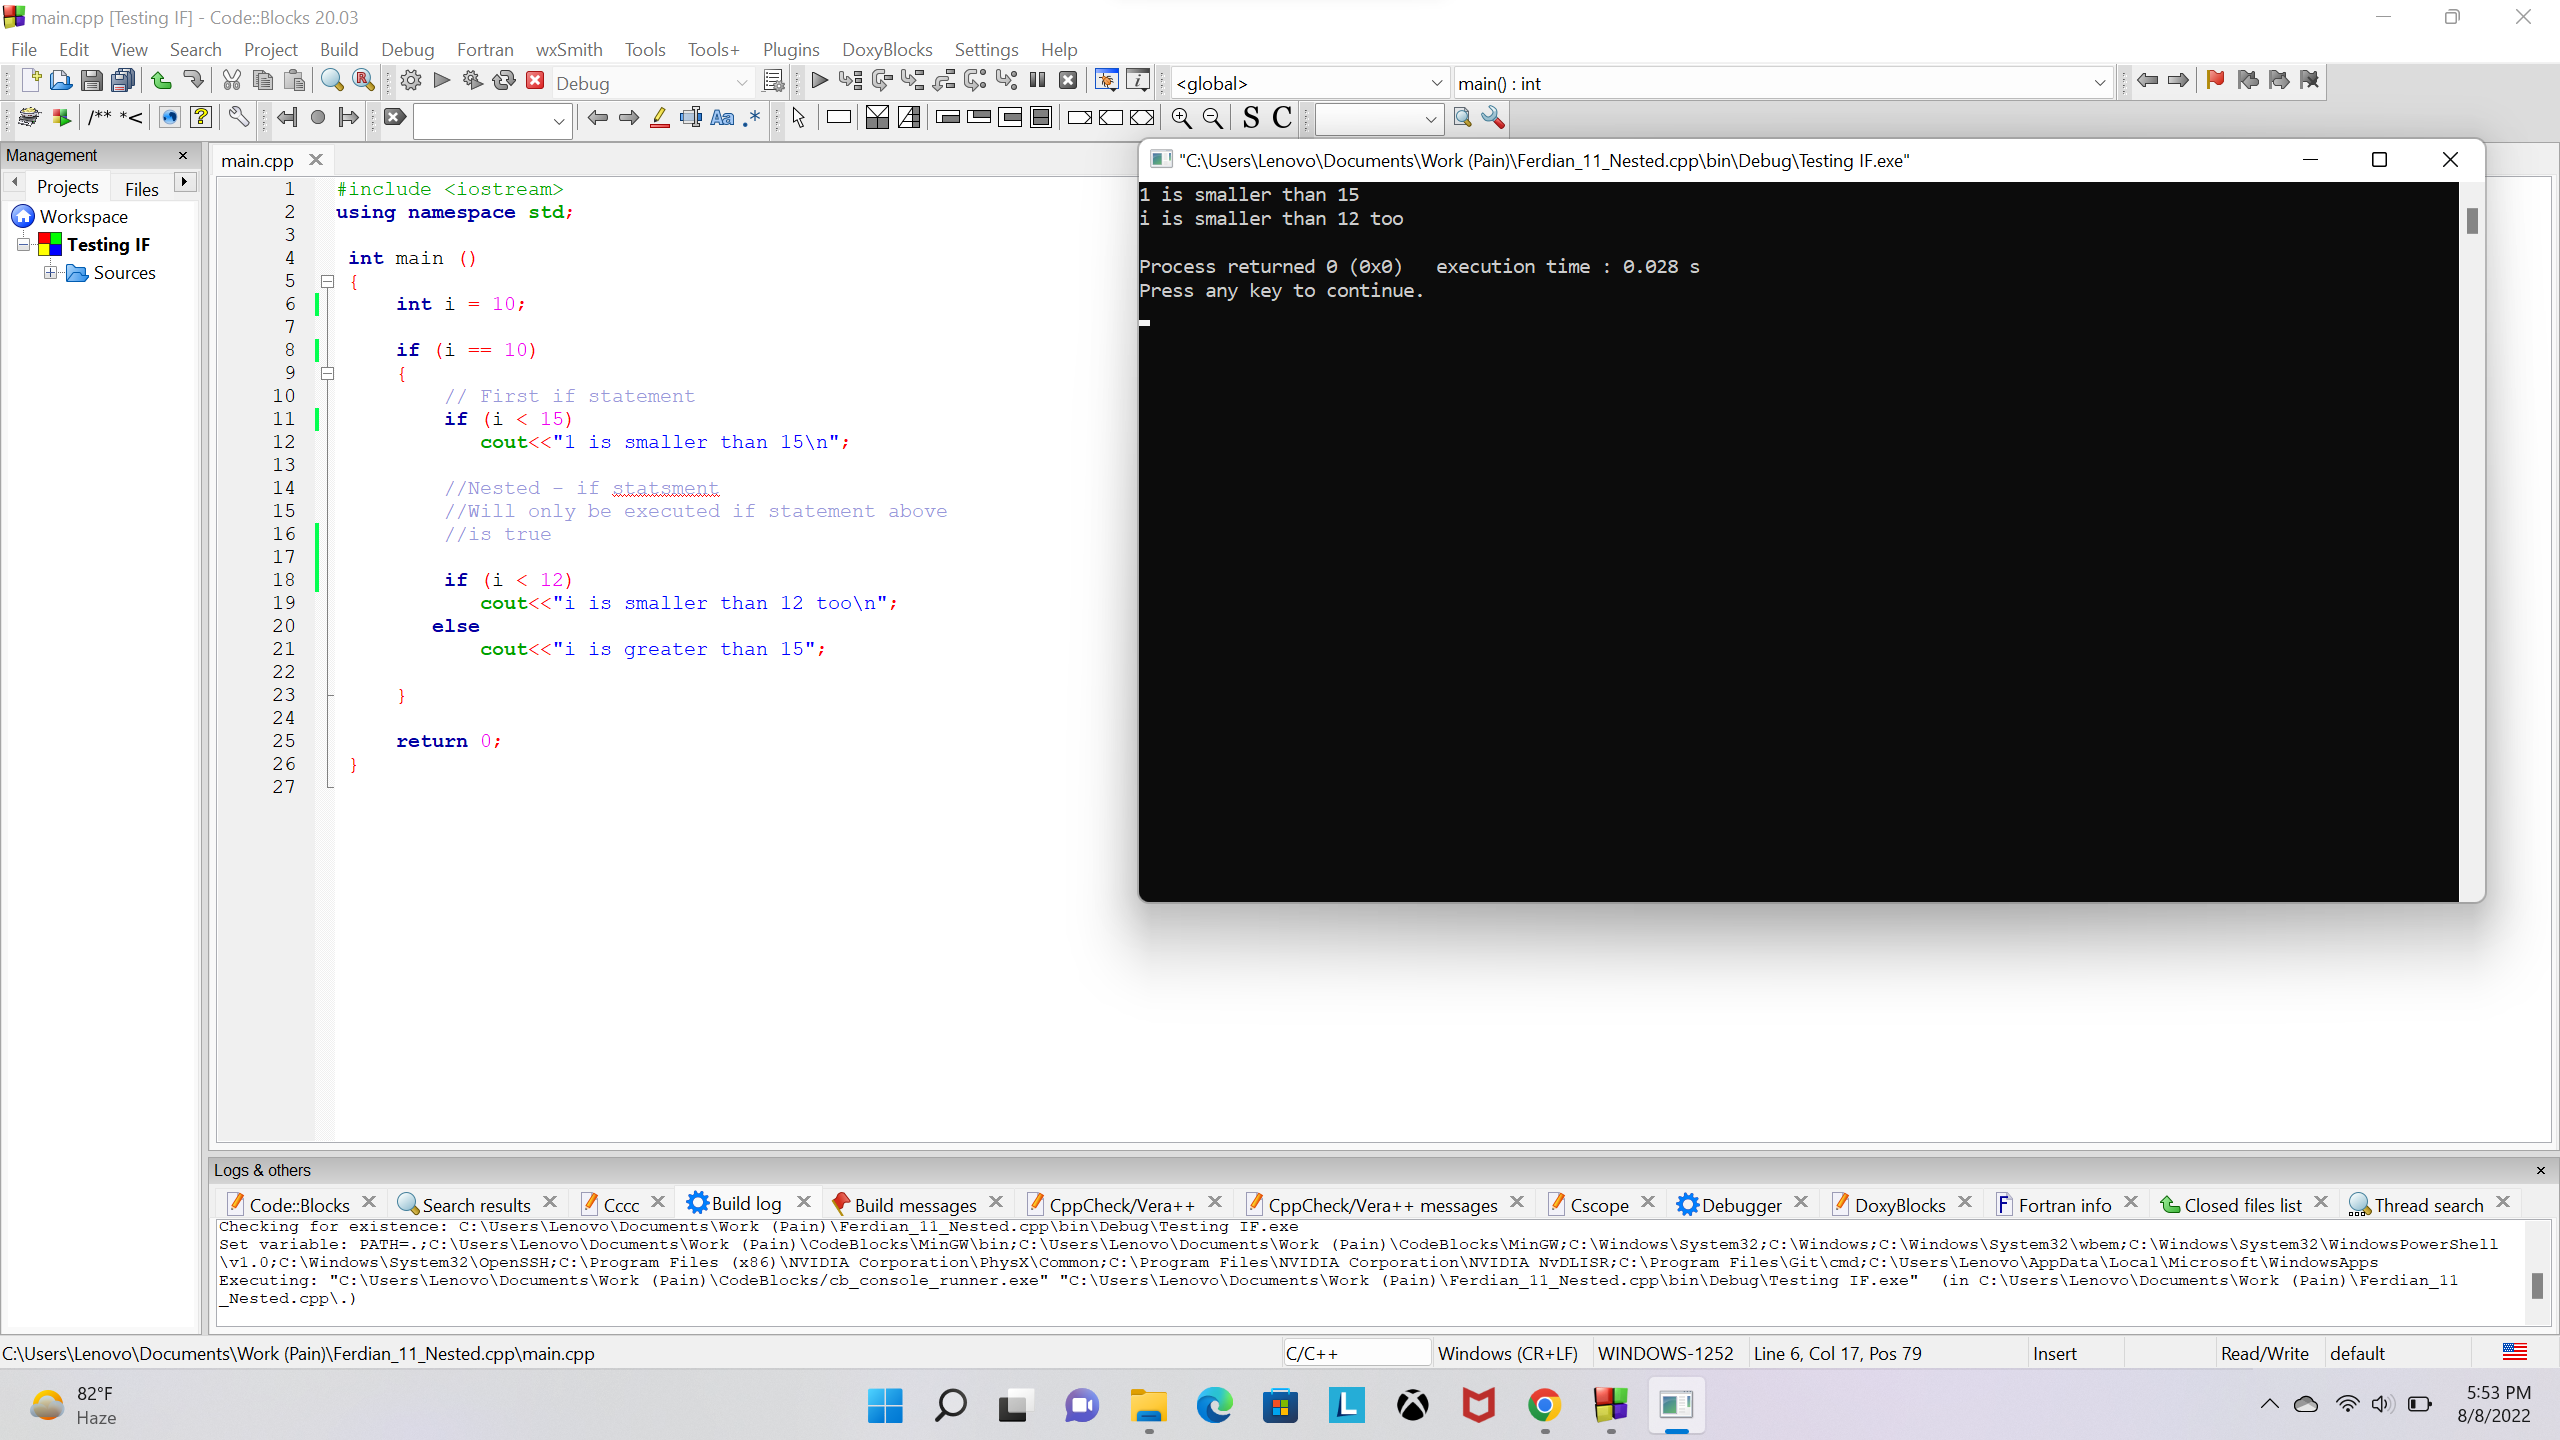 main.cpp [Testing IF] - Code::Blocks 20.03
File Edit View Search Project Build Debug Fortran wxSmith Tools Tools+ Plugins DoxyBlocks Settings Help
Debug <global> main() : int
/** *< Aa .* S C
Management
Projects Files
Workspace
Testing IF
Sources
main.cpp
1 #include <iostream>
2 using namespace std;
3
4 int main ()
5 {
6 int i = 10;
7
8 if (i == 10)
9 {
10 // First if statement
11 if (i < 15)
12 cout<<"1 is smaller than 15\n";
13
14 //Nested - if statsment
15 //Will only be executed if statement above
16 //is true
17
18 if (i < 12)
19 cout<<"i is smaller than 12 too\n";
20 else
21 cout<<"i is greater than 15";
22
23 }
24
25 return 0;
26 }
27
"C:\Users\Lenovo\Documents\Work (Pain)\Ferdian_11_Nested.cpp\bin\Debug\Testing IF.exe"
1 is smaller than 15
i is smaller than 12 too
Process returned 0 (0x0)   execution time : 0.028 s
Press any key to continue.
Logs & others
Code::Blocks Search results Cccc Build log Build messages CppCheck/Vera++ CppCheck/Vera++ messages Cscope Debugger DoxyBlocks Fortran info Closed files list Thread search
Checking for existence: C:\Users\Lenovo\Documents\Work (Pain)\Ferdian_11_Nested.cpp\bin\Debug\Testing IF.exe
Set variable: PATH=.;C:\Users\Lenovo\Documents\Work (Pain)\CodeBlocks\MinGW\bin;C:\Users\Lenovo\Documents\Work (Pain)\CodeBlocks\MinGW;C:\Windows\System32;C:\Windows;C:\Windows\System32\wbem;C:\Windows\System32\WindowsPowerShell
\v1.0;C:\Windows\System32\OpenSSH;C:\Program Files (x86)\NVIDIA Corporation\PhysX\Common;C:\Program Files\NVIDIA Corporation\NVIDIA NvDLISR;C:\Program Files\Git\cmd;C:\Users\Lenovo\AppData\Local\Microsoft\WindowsApps
Executing: "C:\Users\Lenovo\Documents\Work (Pain)\CodeBlocks/cb_console_runner.exe" "C:\Users\Lenovo\Documents\Work (Pain)\Ferdian_11_Nested.cpp\bin\Debug\Testing IF.exe"  (in C:\Users\Lenovo\Documents\Work (Pain)\Ferdian_11
_Nested.cpp\.)
C:\Users\Lenovo\Documents\Work (Pain)\Ferdian_11_Nested.cpp\main.cpp C/C++ Windows (CR+LF) WINDOWS-1252 Line 6, Col 17, Pos 79 Insert Read/Write default
82°F
Haze
5:53 PM
8/8/2022